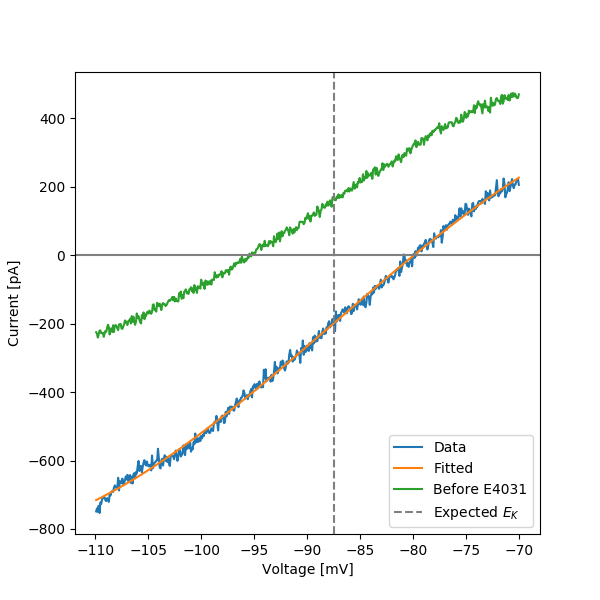 400
200
0
−200
−400
−600
−800
Current [pA]
Data
Fitted
Before E4031
Expected E_K
−110 −105 −100 −95 −90 −85 −80 −75 −70
Voltage [mV]